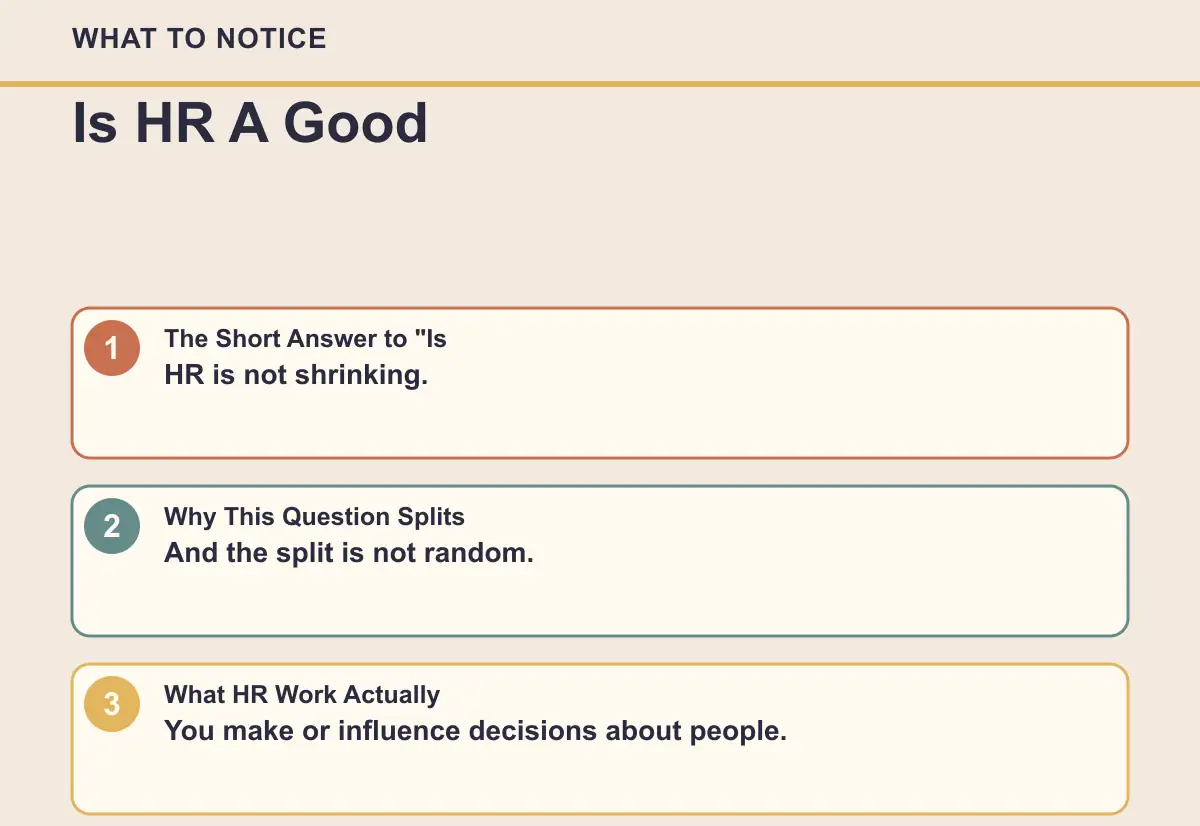 WHAT TO NOTICE
Is HR A Good
1
The Short Answer to "Is
HR is not shrinking.
2
Why This Question Splits
And the split is not random.
3
What HR Work Actually
You make or influence decisions about people.